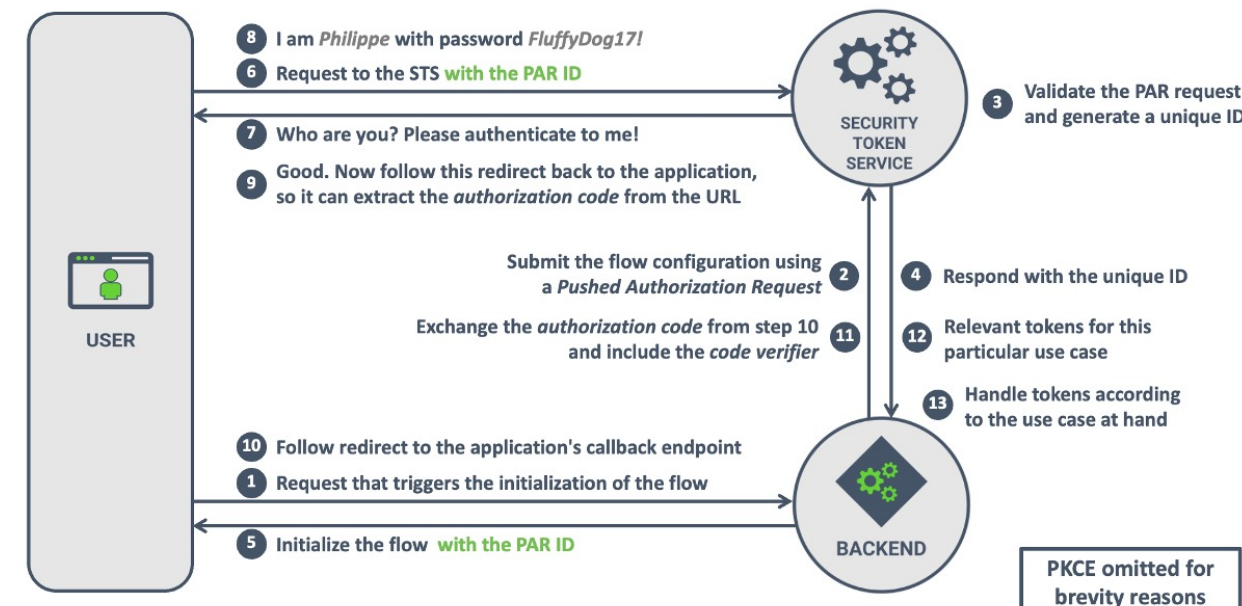 8 I am Philippe with password FluffyDog17!
6 Request to the STS with the PAR ID
7 Who are you? Please authenticate to me!
9 Good. Now follow this redirect back to the application,
so it can extract the authorization code from the URL
SECURITY
TOKEN
SERVICE
3 Validate the PAR request
and generate a unique ID
USER
Submit the flow configuration using
a Pushed Authorization Request 2
4 Respond with the unique ID
Exchange the authorization code from step 10
and include the code verifier 11
12 Relevant tokens for this
particular use case
13 Handle tokens according
to the use case at hand
10 Follow redirect to the application's callback endpoint
1 Request that triggers the initialization of the flow
5 Initialize the flow with the PAR ID
BACKEND
PKCE omitted for
brevity reasons